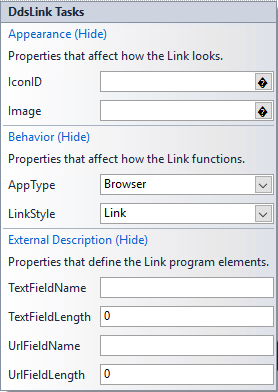 DdsLink Tasks
Appearance (Hide)
Properties that affect how the Link looks.
IconID
Image
Behavior (Hide)
Properties that affect how the Link functions.
AppType Browser
LinkStyle Link
External Description (Hide)
Properties that define the Link program elements.
TextFieldName
TextFieldLength 0
UrlFieldName
UrlFieldLength 0